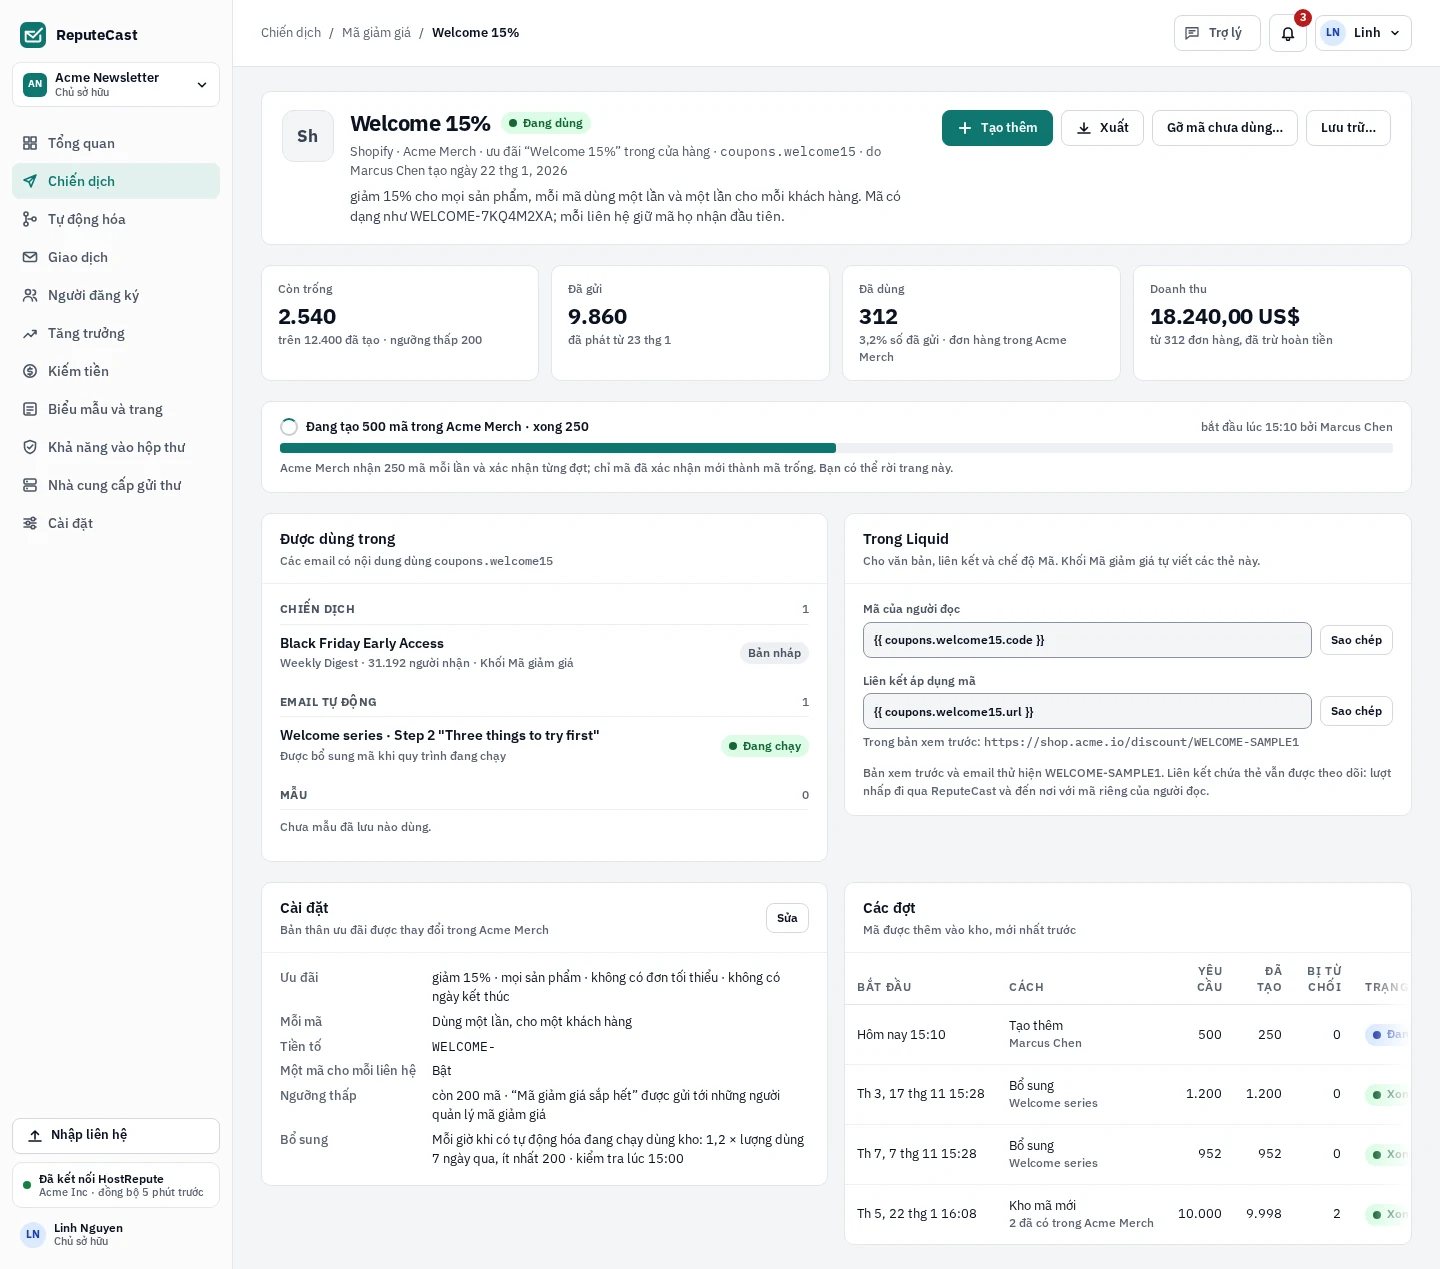 ReputeCast
AN
Acme Newsletter
Chủ sở hữu
Tổng quan
Chiến dịch
Tự động hóa
Giao dịch
Người đăng ký
Tăng trưởng
Kiếm tiền
Biểu mẫu và trang
Khả năng vào hộp thư
Nhà cung cấp gửi thư
Cài đặt
Nhập liên hệ
Đã kết nối HostRepute
Acme Inc · đồng bộ 5 phút trước
LN
Linh Nguyen
Chủ sở hữu
Chiến dịch / Mã giảm giá / Welcome 15%
Trợ lý
3
LN
Linh
Sh
Welcome 15%
Đang dùng
Shopify · Acme Merch · ưu đãi “Welcome 15%” trong cửa hàng · coupons.welcome15 · do
Marcus Chen tạo ngày 22 thg 1, 2026
giảm 15% cho mọi sản phẩm, mỗi mã dùng một lần và một lần cho mỗi khách hàng. Mã có
dạng như WELCOME-7KQ4M2XA; mỗi liên hệ giữ mã họ nhận đầu tiên.
Tạo thêm
Xuất
Gỡ mã chưa dùng...
Lưu trữ...
Còn trống
2.540
trên 12.400 đã tạo · ngưỡng thấp 200
Đã gửi
9.860
đã phát từ 23 thg 1
Đã dùng
312
3,2% số đã gửi · đơn hàng trong Acme
Merch
Doanh thu
18.240,00 US$
từ 312 đơn hàng, đã trừ hoàn tiền
Đang tạo 500 mã trong Acme Merch · xong 250
bắt đầu lúc 15:10 bởi Marcus Chen
Acme Merch nhận 250 mã mỗi lần và xác nhận từng đợt; chỉ mã đã xác nhận mới thành mã trống. Bạn có thể rời trang này.
Được dùng trong
Các email có nội dung dùng coupons.welcome15
CHIẾN DỊCH
1
Black Friday Early Access
Weekly Digest · 31.192 người nhận · Khối Mã giảm giá
Bản nháp
EMAIL TỰ ĐỘNG
1
Welcome series · Step 2 "Three things to try first"
Được bổ sung mã khi quy trình đang chạy
Đang chạy
MẪU
0
Chưa mẫu đã lưu nào dùng.
Trong Liquid
Cho văn bản, liên kết và chế độ Mã. Khối Mã giảm giá tự viết các thẻ này.
Mã của người đọc
{{ coupons.welcome15.code }}
Sao chép
Liên kết áp dụng mã
{{ coupons.welcome15.url }}
Sao chép
Trong bản xem trước: https://shop.acme.io/discount/WELCOME-SAMPLE1
Bản xem trước và email thử hiện WELCOME-SAMPLE1. Liên kết chứa thẻ vẫn được theo dõi: lượt
nhấp đi qua ReputeCast và đến nơi với mã riêng của người đọc.
Cài đặt
Bản thân ưu đãi được thay đổi trong Acme Merch
Sửa
Ưu đãi
giảm 15% · mọi sản phẩm · không có đơn tối thiểu · không có
ngày kết thúc
Mỗi mã
Dùng một lần, cho một khách hàng
Tiền tố
WELCOME-
Một mã cho mỗi liên hệ
Bật
Ngưỡng thấp
còn 200 mã · “Mã giảm giá sắp hết” được gửi tới những người
quản lý mã giảm giá
Bổ sung
Mỗi giờ khi có tự động hóa đang chạy dùng kho: 1,2 × lượng dùng
7 ngày qua, ít nhất 200 · kiểm tra lúc 15:00
Các đợt
Mã được thêm vào kho, mới nhất trước
BẮT ĐẦU
CÁCH
YÊU
CẦU
ĐÃ
TẠO
BỊ TỪ
CHỐI
TRẠNG
Hôm nay 15:10
Tạo thêm
Marcus Chen
500
250
0
Đan
Th 3, 17 thg 11 15:28
Bổ sung
Welcome series
1.200
1.200
0
Xon
Th 7, 7 thg 11 15:28
Bổ sung
Welcome series
952
952
0
Xon
Th 5, 22 thg 1 16:08
Kho mã mới
2 đã có trong Acme Merch
10.000
9.998
2
Xon